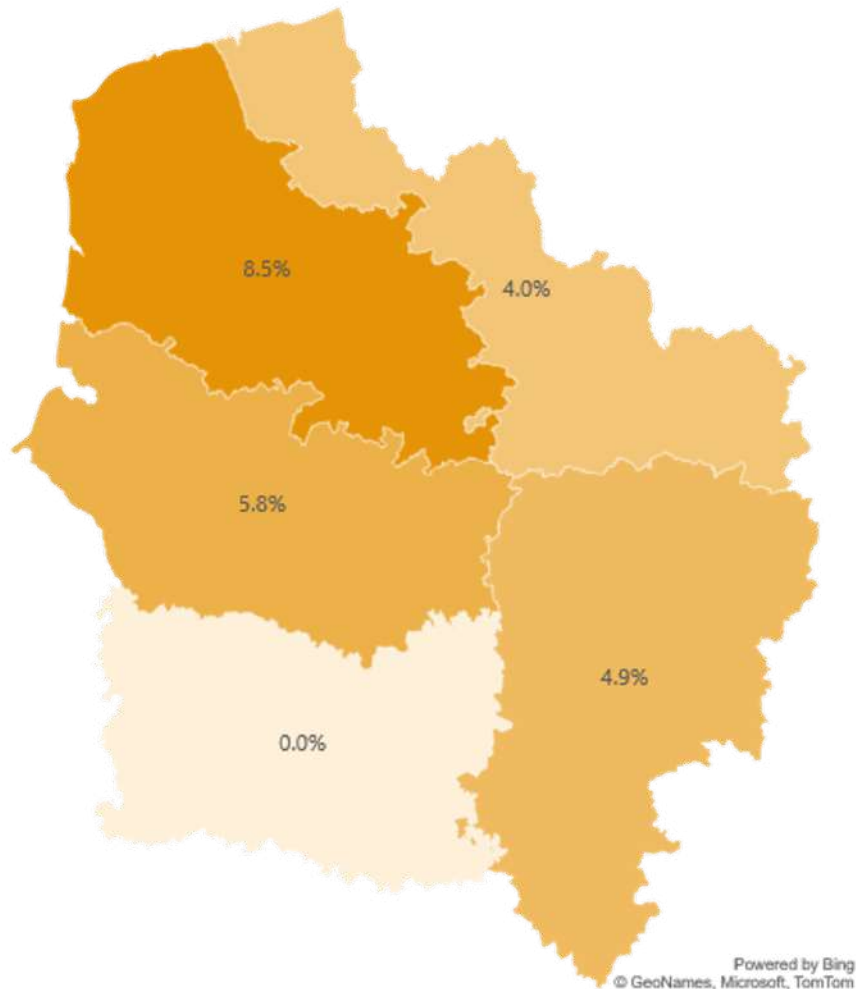 8.5%
4.0%
5.8%
4.9%
0.0%
Powered by Bing
© GeoNames, Microsoft, TomTom